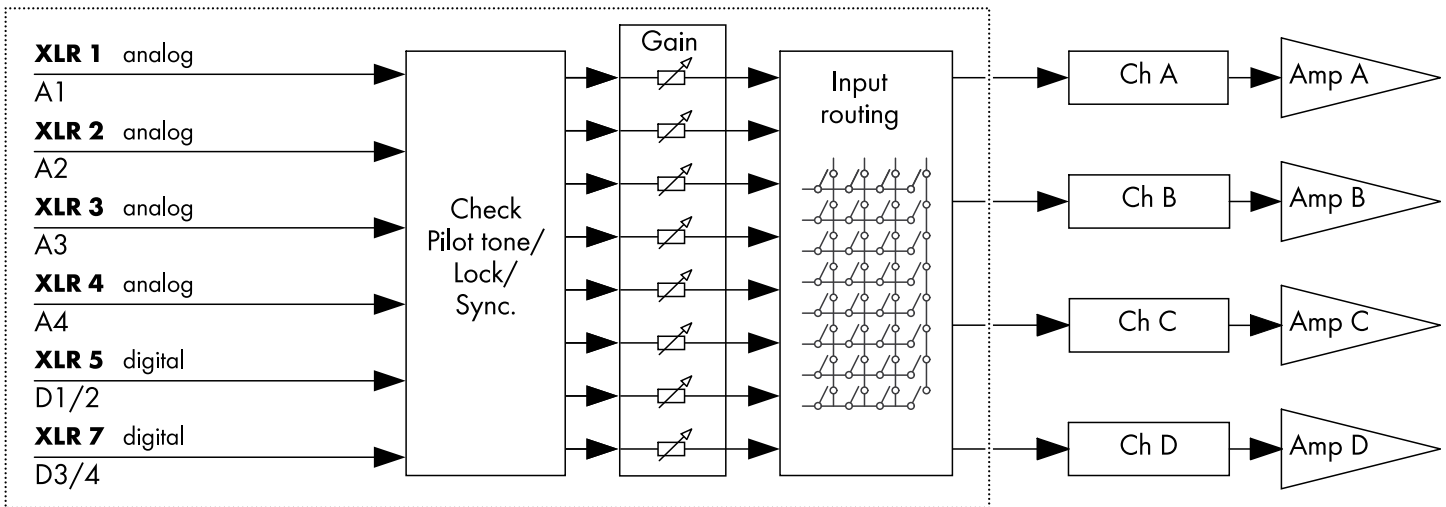 XLR 1 analog
A1
XLR 2 analog
A2
XLR 3 analog
A3
XLR 4 analog
A4
XLR 5 digital
D1/2
XLR 7 digital
D3/4
Check
Pilot tone/
Lock/
Sync.
Gain
Input
routing
Ch A
Amp A
Ch B
Amp B
Ch C
Amp C
Ch D
Amp D